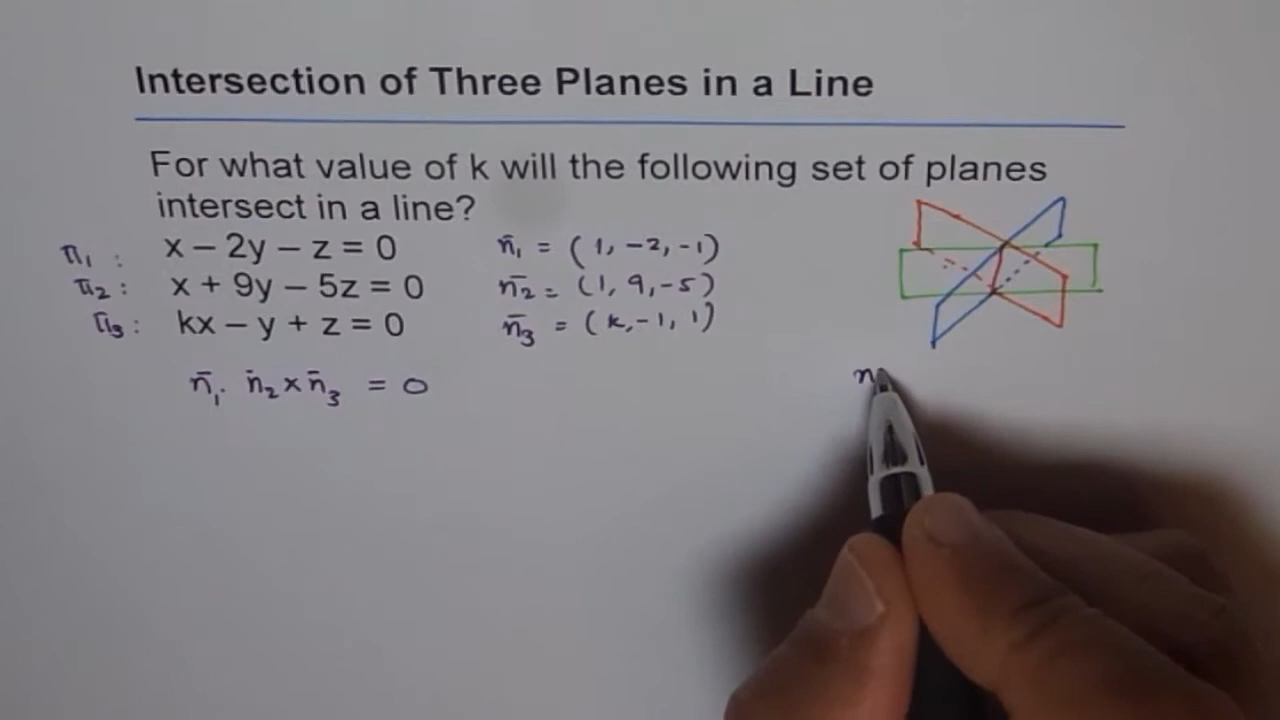 Intersection of Three Planes in a Line
For what value of k will the following set of planes
intersect in a line?
π₁ : x – 2y – z = 0 n̄₁ = (1, -2, -1)
π₂ : x + 9y – 5z = 0 n̄₂ = (1, 9, -5)
π₃ : kx – y + z = 0 n̄₃ = (k, -1, 1)
n̄₁ · n̄₂ × n̄₃ = 0 n